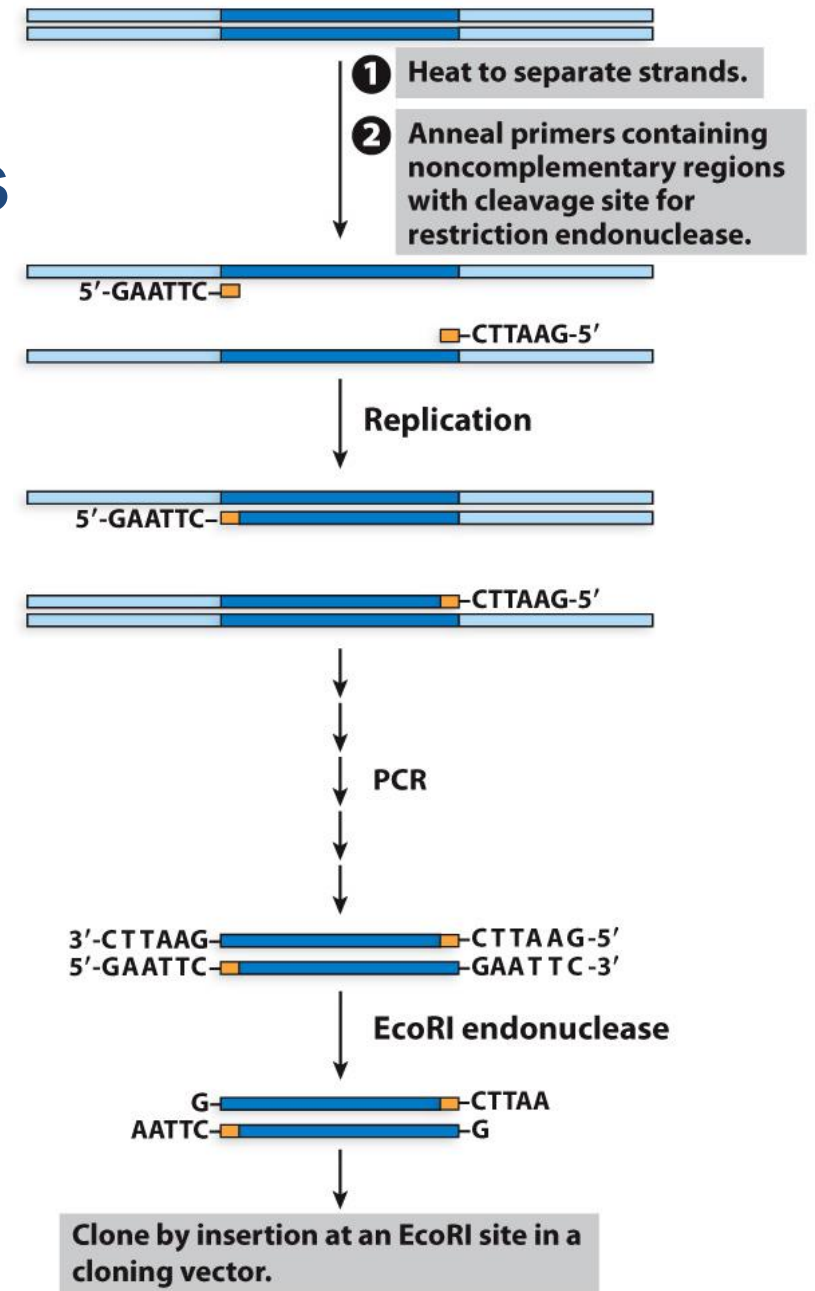 s
1 Heat to separate strands.
2 Anneal primers containing
noncomplementary regions
with cleavage site for
restriction endonuclease.
5′-GAATTC-
-CTTAAG-5′
Replication
5′-GAATTC-
-CTTAAG-5′
PCR
3′-CTTAAG- -CTTAAG-5′
5′-GAATTC- -GAATTC-3′
EcoRI endonuclease
G- -CTTAA
AATTC- -G
Clone by insertion at an EcoRI site in a
cloning vector.